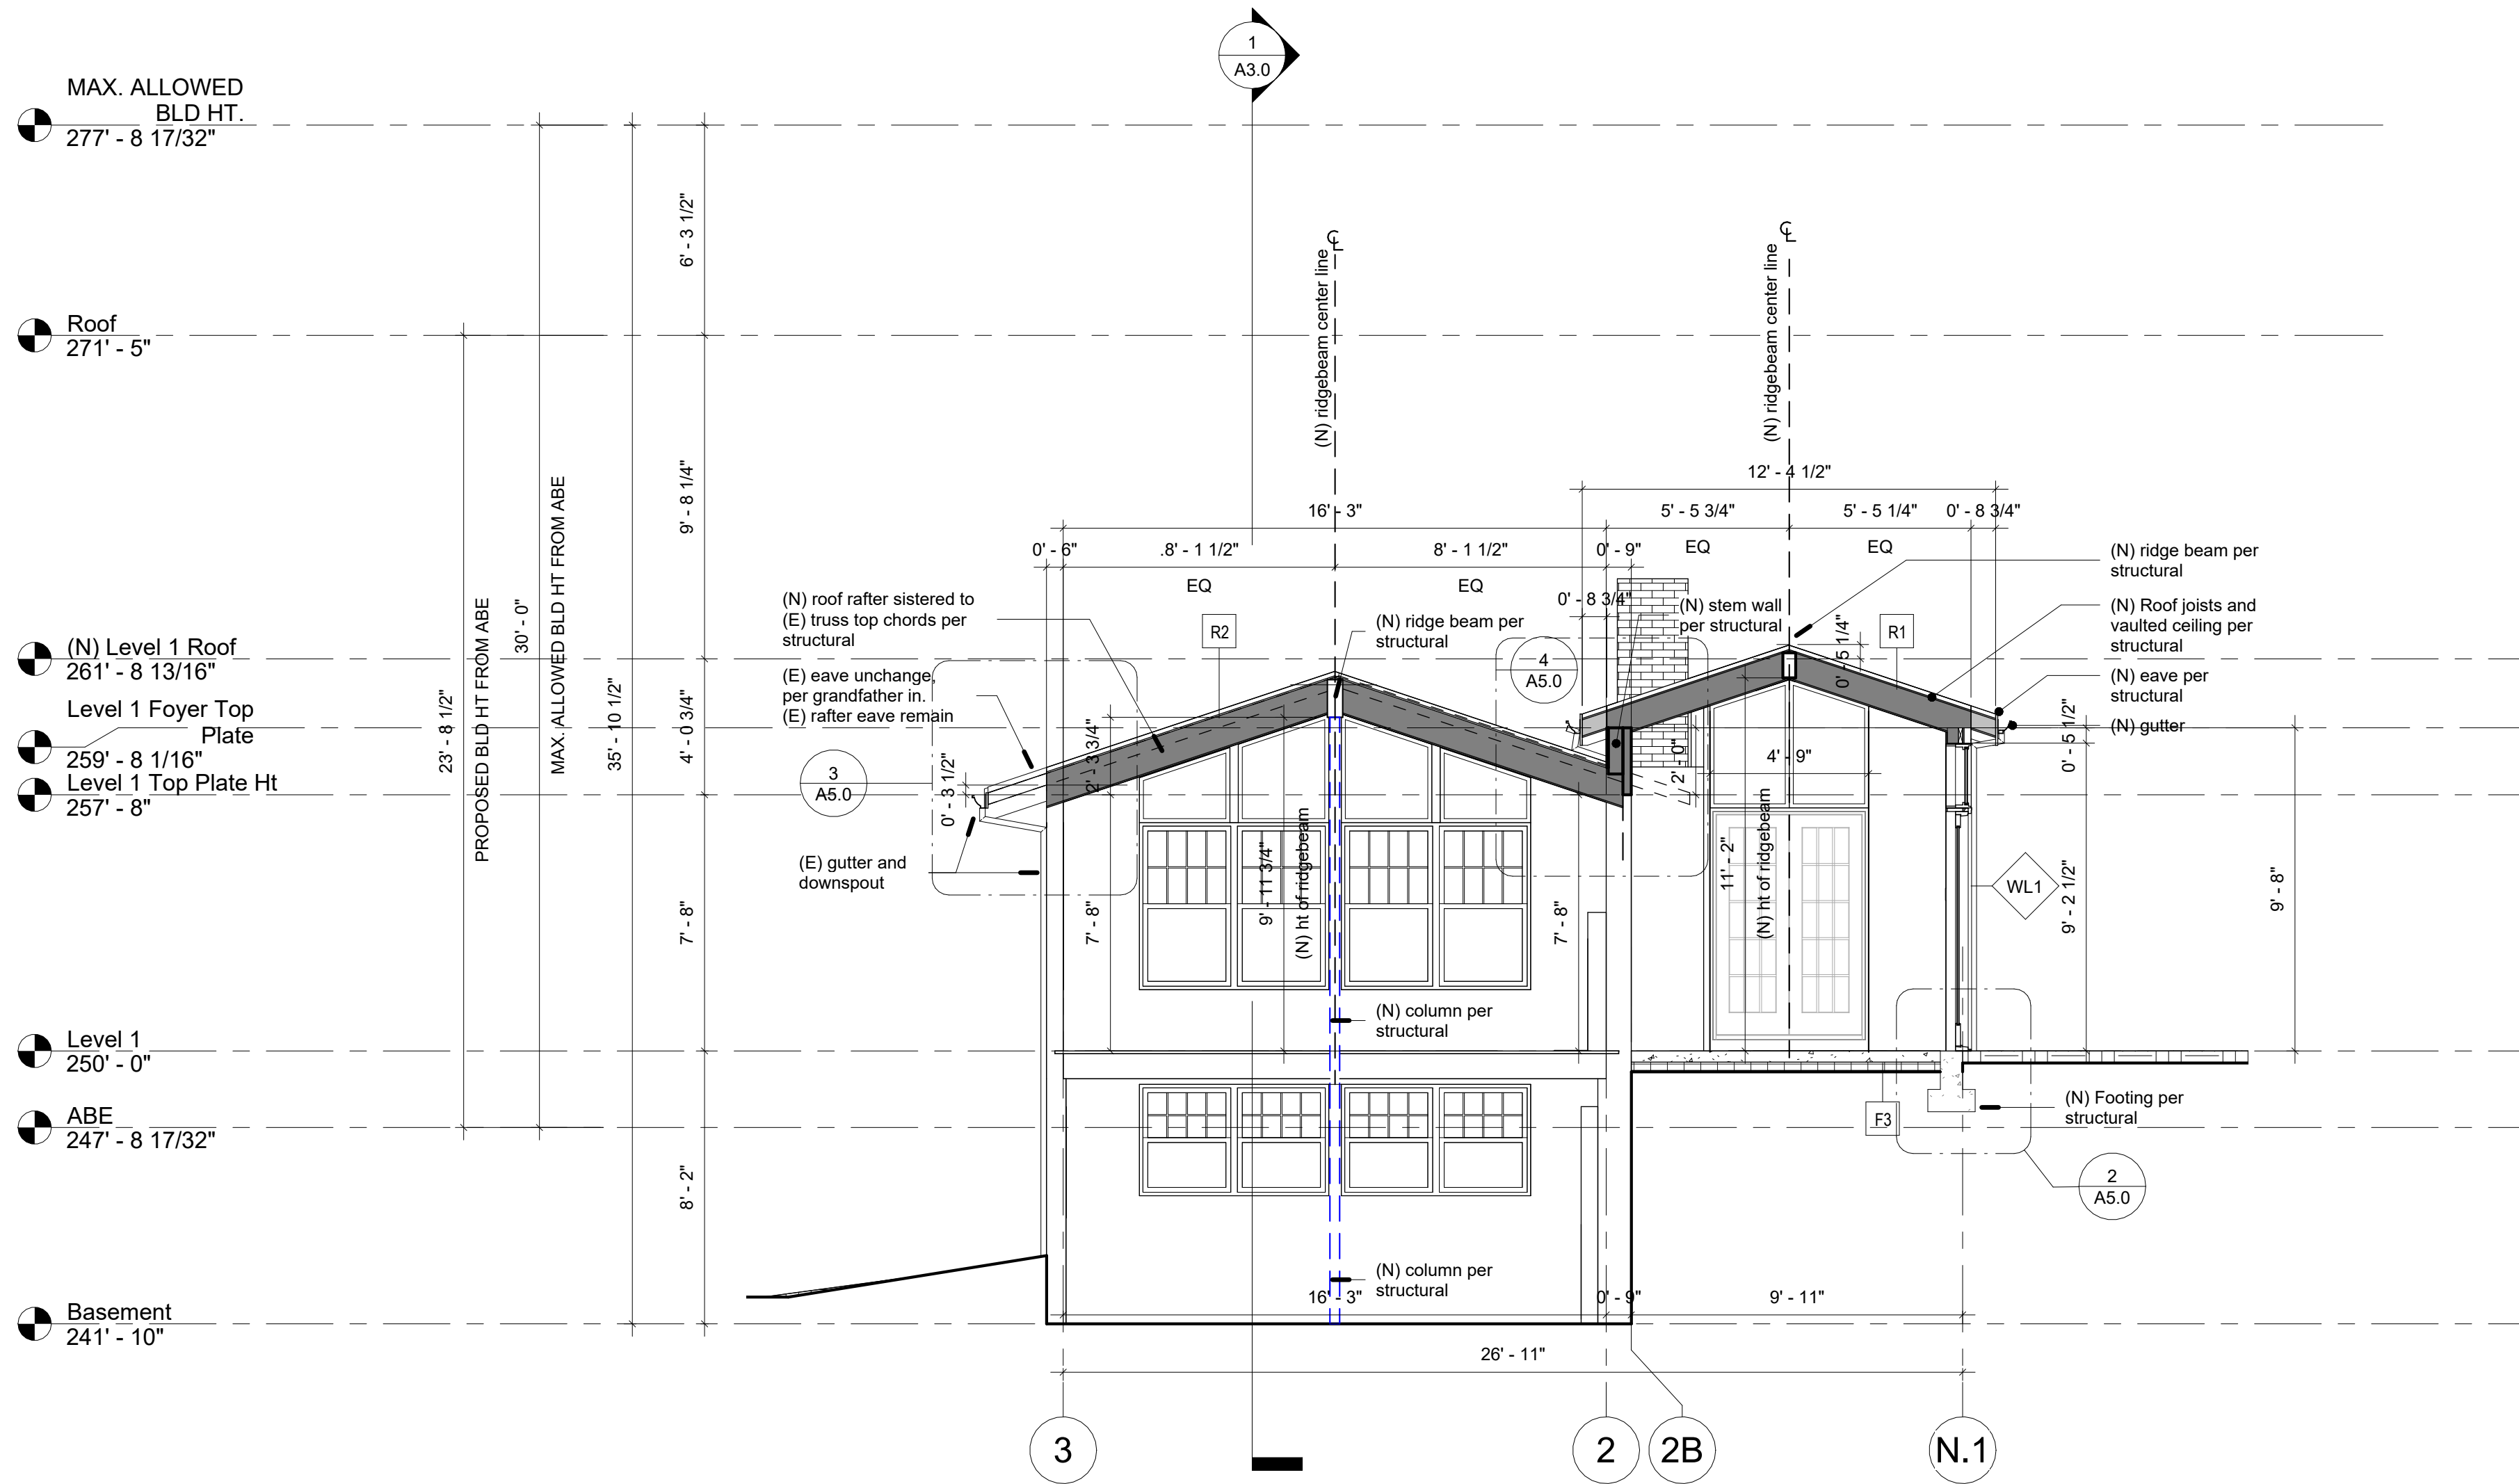 1
A3.0
MAX. ALLOWED
BLD HT.
277' - 8 17/32"
6' - 3 1/2"
Roof
271' - 5"
(N) ridgebeam center line
(N) ridgebeam center line
9' - 8 1/4"
12' - 4 1/2"
16' - 3"
5' - 5 3/4"
5' - 5 1/4"
0' - 8 3/4"
0' - 6"
.8' - 1 1/2"
8' - 1 1/2"
0' - 9"
EQ
EQ
EQ
EQ
(N) ridge beam per
structural
(N) roof rafter sistered to
(E) truss top chords per
structural
R2
(N) ridge beam per
structural
0' - 8 3/4"
(N) stem wall
per structural
0' - 5 1/4"
R1
(N) Roof joists and
vaulted ceiling per
structural
(E) eave unchange,
per grandfather in.
(E) rafter eave remain
4
A5.0
(N) eave per
structural
(N) gutter
(N) Level 1 Roof
261' - 8 13/16"
Level 1 Foyer Top
Plate
259' - 8 1/16"
Level 1 Top Plate Ht
257' - 8"
23' - 8 1/2"
PROPOSED BLD HT FROM ABE
30' - 0"
MAX. ALLOWED BLD HT FROM ABE
35' - 10 1/2"
4' - 0 3/4"
3
A5.0
0' - 3 1/2"
2' - 3 3/4"
2' - 0"
4' - 9"
0' - 5 1/2"
(E) gutter and
downspout
7' - 8"
7' - 8"
9' - 11 3/4"
(N) ht of ridgebeam
7' - 8"
11' - 2"
(N) ht of ridgebeam
WL1
9' - 2 1/2"
9' - 8"
(N) column per
structural
Level 1
250' - 0"
ABE
247' - 8 17/32"
F3
(N) Footing per
structural
8' - 2"
2
A5.0
(N) column per
structural
16' - 3"
0' - 9"
9' - 11"
Basement
241' - 10"
26' - 11"
3
2
2B
N.1